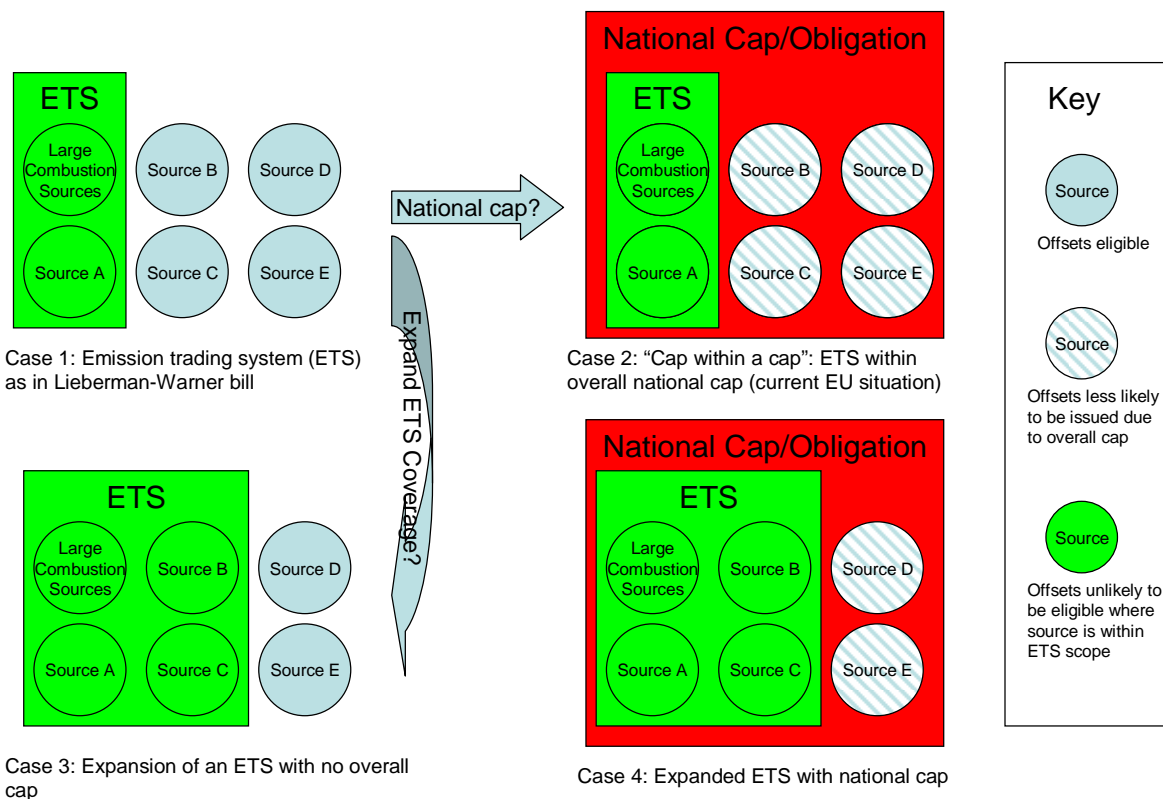 ETS
Large
Combustion
Sources
Source B
Source D
Source A
Source C
Source E
Case 1: Emission trading system (ETS)
as in Lieberman-Warner bill
National cap?
Expand ETS Coverage?
National Cap/Obligation
ETS
Large
Combustion
Sources
Source B
Source D
Source A
Source C
Source E
Case 2: “Cap within a cap”: ETS within
overall national cap (current EU situation)
ETS
Large
Combustion
Sources
Source B
Source D
Source A
Source C
Source E
Case 3: Expansion of an ETS with no overall
cap
National Cap/Obligation
ETS
Large
Combustion
Sources
Source B
Source D
Source A
Source C
Source E
Case 4: Expanded ETS with national cap
Key
Source
Offsets eligible
Source
Offsets less likely
to be issued due
to overall cap
Source
Offsets unlikely to
be eligible where
source is within
ETS scope